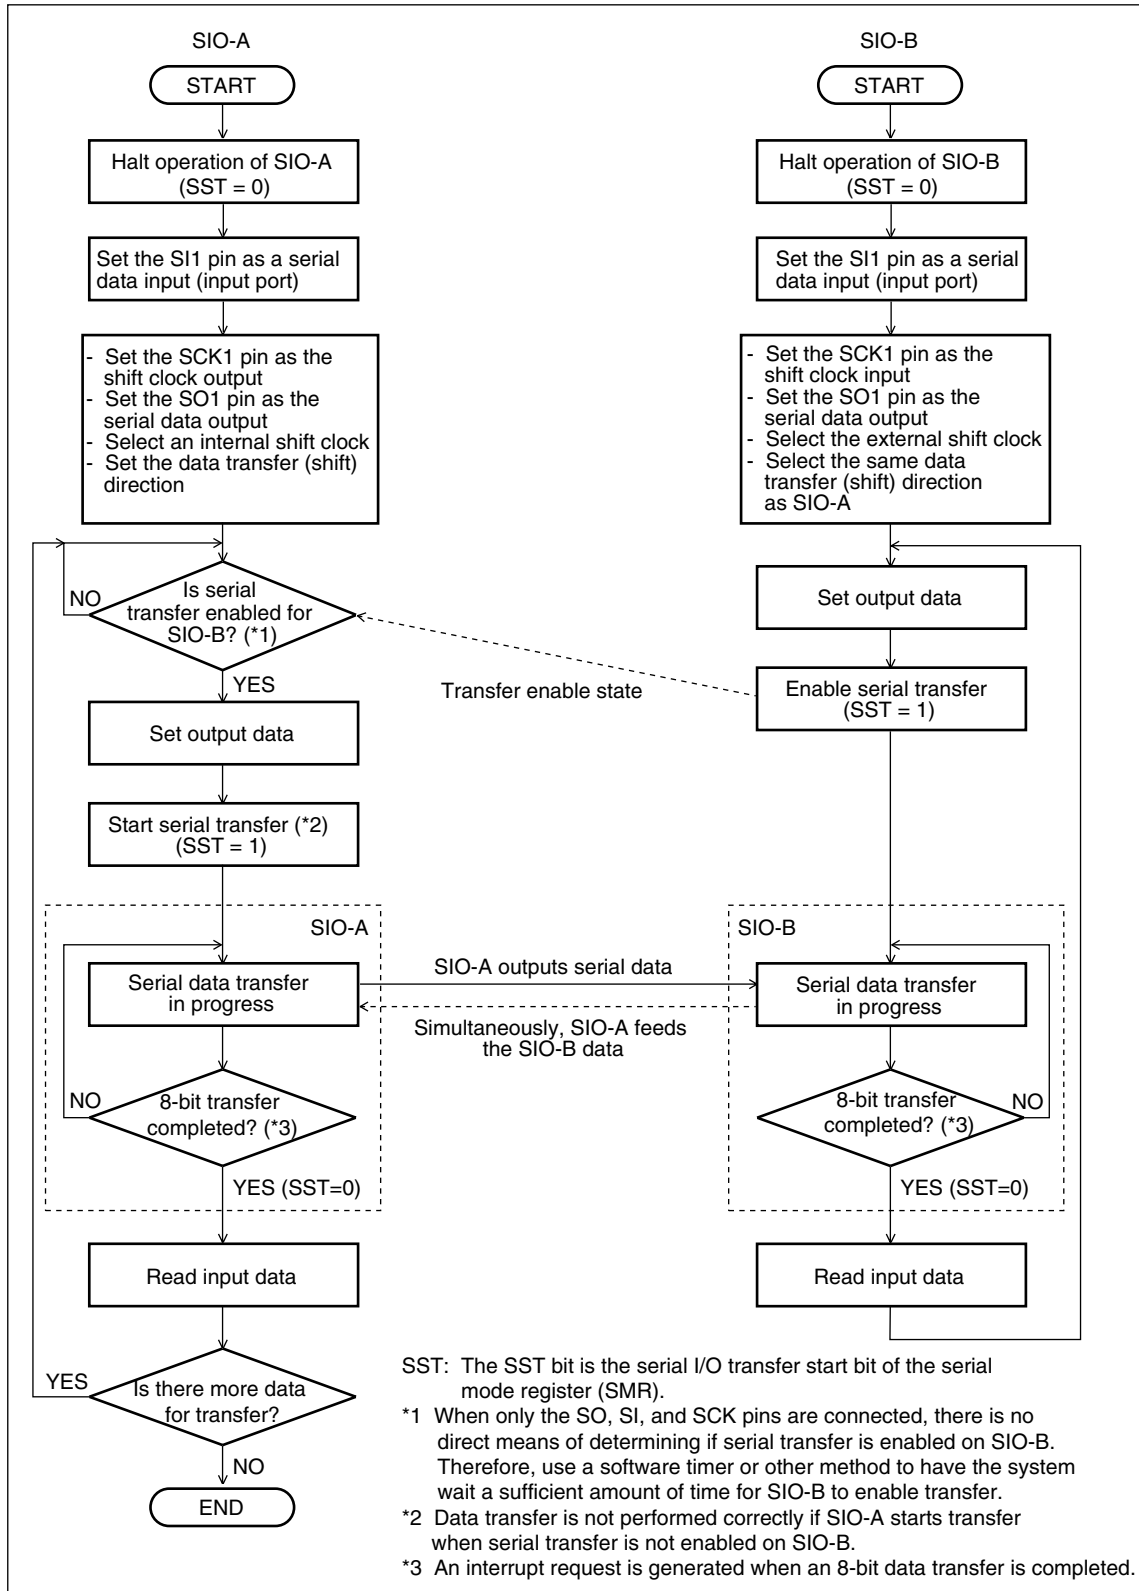 SIO-A
START
Halt operation of SIO-A
(SST = 0)
Set the SI1 pin as a serial
data input (input port)
- Set the SCK1 pin as the
shift clock output
- Set the SO1 pin as the
serial data output
- Select an internal shift clock
- Set the data transfer (shift)
direction
Is serial
transfer enabled for
SIO-B? (*1)
NO
YES
Set output data
Start serial transfer (*2)
(SST = 1)
SIO-A
Serial data transfer
in progress
8-bit transfer
completed? (*3)
NO
YES (SST=0)
Read input data
Is there more data
for transfer?
YES
NO
END
Transfer enable state
SIO-A outputs serial data
Simultaneously, SIO-A feeds
the SIO-B data
SIO-B
START
Halt operation of SIO-B
(SST = 0)
Set the SI1 pin as a serial
data input (input port)
- Set the SCK1 pin as the
shift clock input
- Set the SO1 pin as the
serial data output
- Select the external shift clock
- Select the same data
transfer (shift) direction
as SIO-A
Set output data
Enable serial transfer
(SST = 1)
SIO-B
Serial data transfer
in progress
8-bit transfer
completed? (*3)
NO
YES (SST=0)
Read input data
SST: The SST bit is the serial I/O transfer start bit of the serial
mode register (SMR).
*1 When only the SO, SI, and SCK pins are connected, there is no
direct means of determining if serial transfer is enabled on SIO-B.
Therefore, use a software timer or other method to have the system
wait a sufficient amount of time for SIO-B to enable transfer.
*2 Data transfer is not performed correctly if SIO-A starts transfer
when serial transfer is not enabled on SIO-B.
*3 An interrupt request is generated when an 8-bit data transfer is completed.